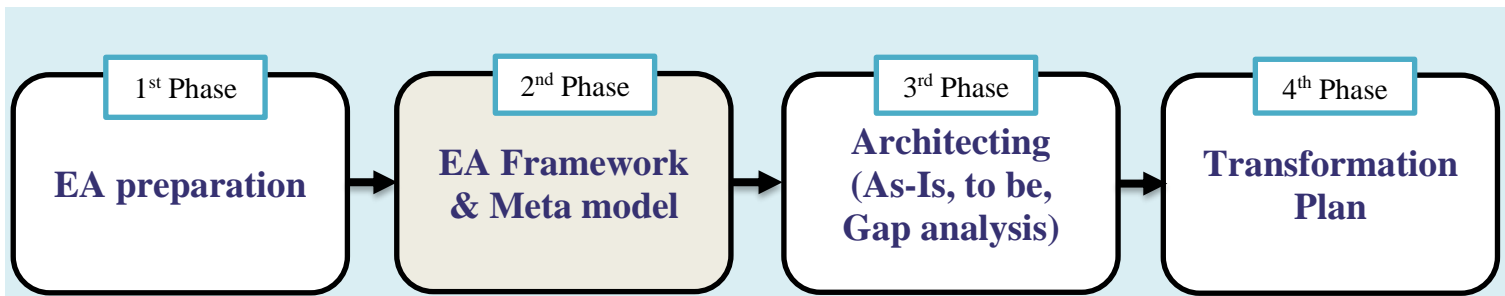 1st Phase
EA preparation
2nd Phase
EA Framework
& Meta model
3rd Phase
Architecting
(As-Is, to be,
Gap analysis)
4th Phase
Transformation
Plan